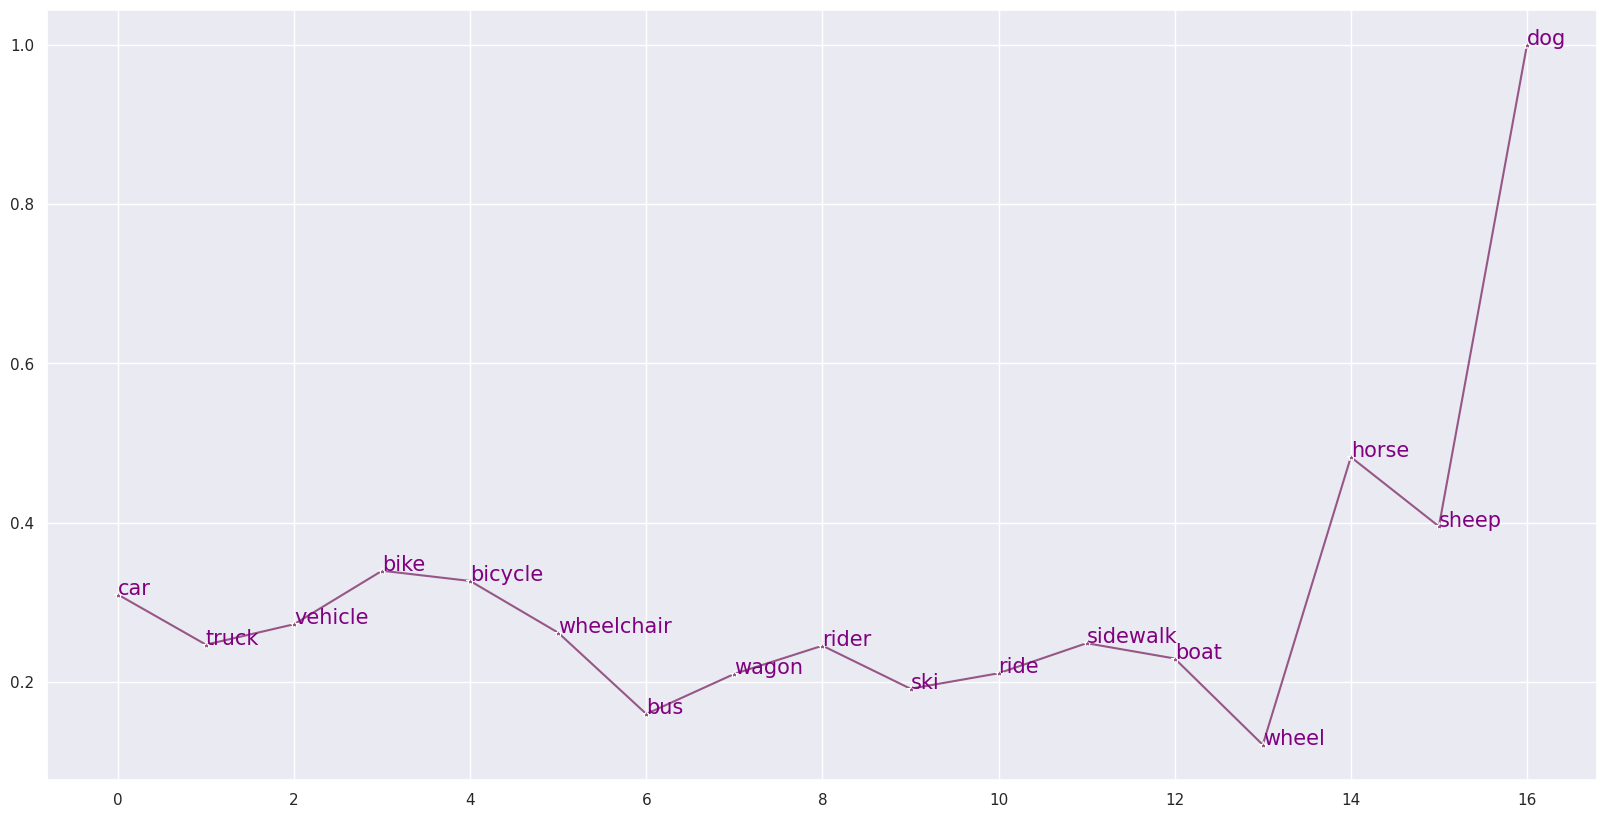 1.0
0.8
0.6
0.4
0.2
car
truck
vehicle
bike
bicycle
wheelchair
bus
wagon
rider
ski
ride
sidewalk
boat
wheel
horse
sheep
dog
0 2 4 6 8 10 12 14 16